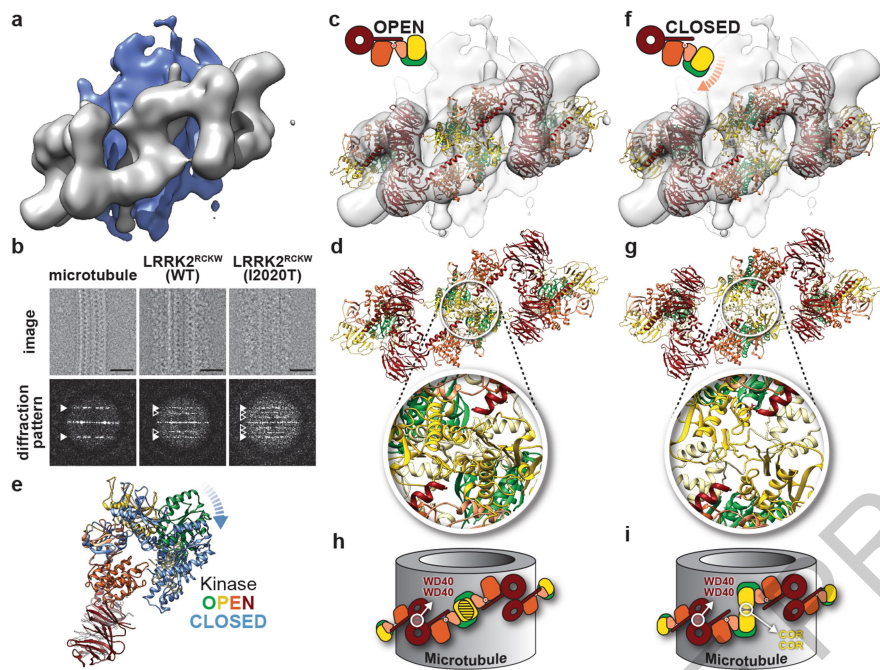 a
c
OPEN
f
CLOSED
b
microtubule
LRRK2RCKW
(WT)
LRRK2RCKW
(I2020T)
image
diffraction
pattern
d
g
e
Kinase
OPEN
CLOSED
h
WD40
WD40
Microtubule
i
WD40
WD40
COR
COR
Microtubule